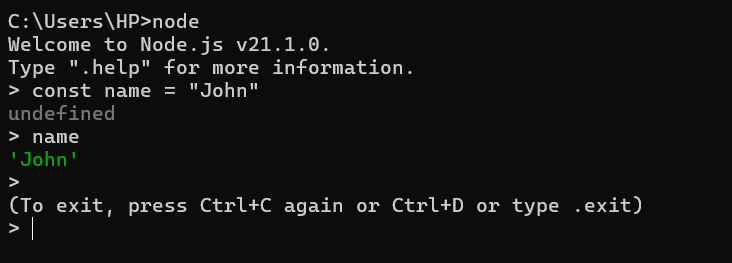 C:\Users\HP>node
Welcome to Node.js v21.1.0.
Type ".help" for more information.
> const name = "John"
undefined
> name
'John'
>
(To exit, press Ctrl+C again or Ctrl+D or type .exit)
>